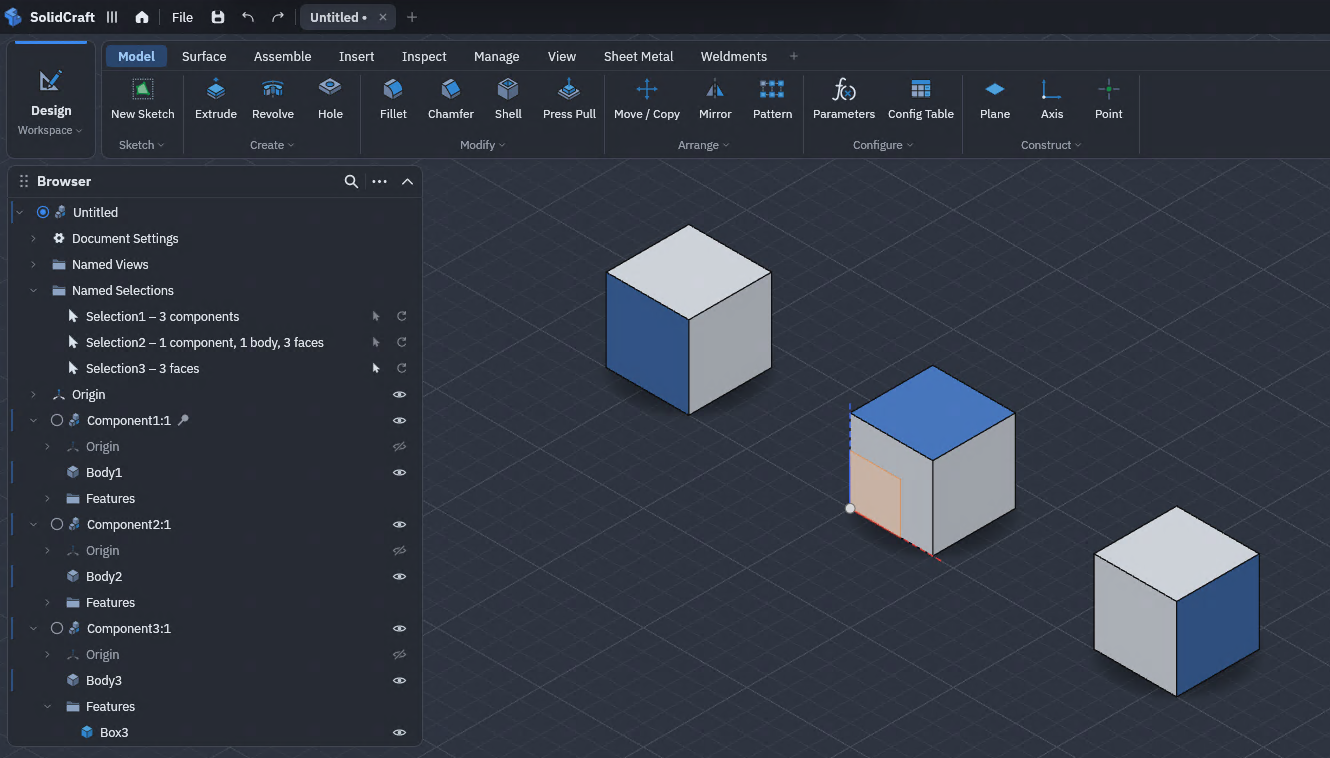 SolidCraft File Untitled •
Model Surface Assemble Insert Inspect Manage View Sheet Metal Weldments
Design
Workspace
New Sketch Extrude Revolve Hole Fillet Chamfer Shell Press Pull Move / Copy Mirror Pattern Parameters Config Table Plane Axis Point
Sketch Create Modify Arrange Configure Construct
Browser
Untitled
Document Settings
Named Views
Named Selections
Selection1 – 3 components
Selection2 – 1 component, 1 body, 3 faces
Selection3 – 3 faces
Origin
Component1:1
Origin
Body1
Features
Component2:1
Origin
Body2
Features
Component3:1
Origin
Body3
Features
Box3